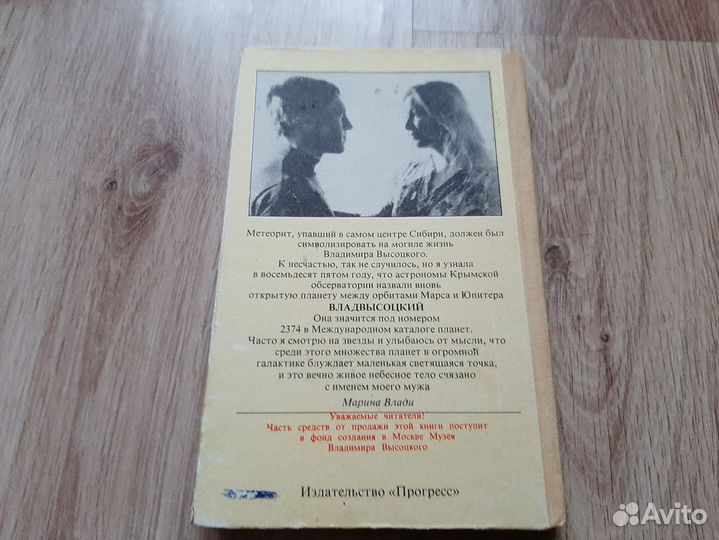 Метеорит, упавший в самом центре Сибири, должен был
символизировать на могиле жизнь
Владимира Высоцкого.
К несчастью, так не случилось, но я узнала
в восемьдесят пятом году, что астрономы Крымской
обсерватории назвали вновь
открытую планету между орбитами Марса и Юпитера
ВЛАДВЫСОЦКИЙ
Она значится под номером
2374 в Международном каталоге планет.
Часто я смотрю на звезды и улыбаюсь от мысли, что
среди этого множества планет в огромной
галактике блуждает маленькая светящаяся точка,
и это вечно живое небесное тело связано
с именем моего мужа
Марина Влади
Уважаемые читатели!
Часть средств от продажи этой книги поступит
в фонд создания в Москве Музея
Владимира Высоцкого
Издательство «Прогресс»
Avito